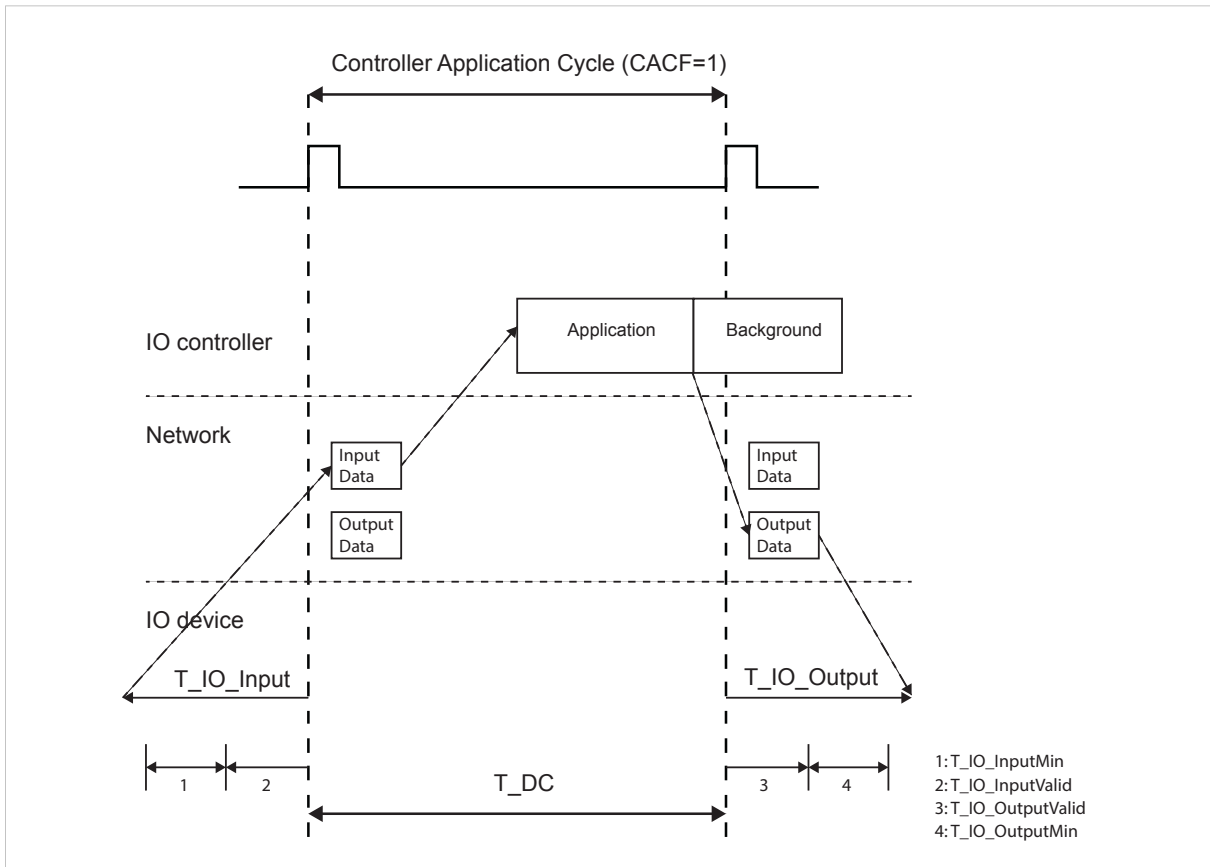 Controller Application Cycle (CACF=1)
IO controller
Application
Background
Network
Input
Data
Output
Data
Input
Data
Output
Data
IO device
T_IO_Input
T_IO_Output
1
2
T_DC
3
4
1: T_IO_InputMin
2: T_IO_InputValid
3: T_IO_OutputValid
4: T_IO_OutputMin